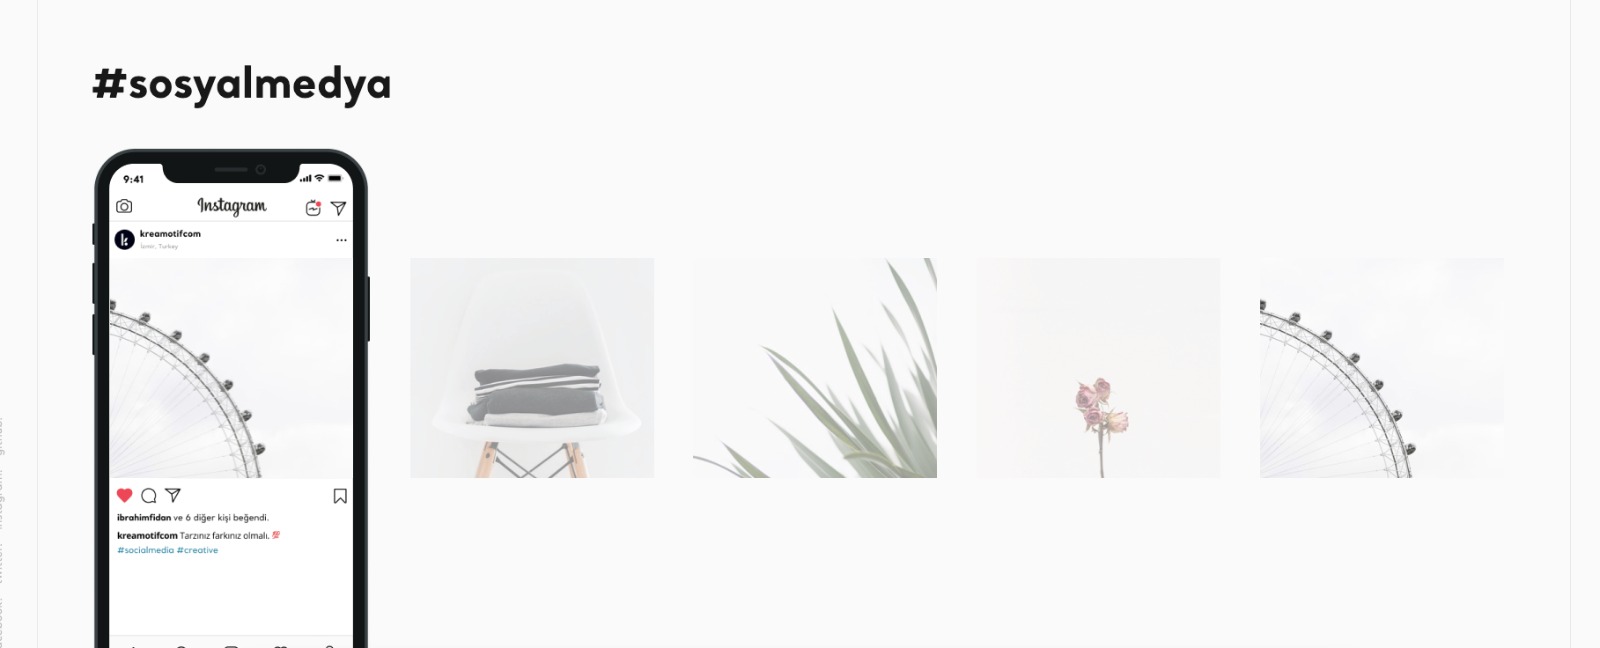 #sosyalmedya
9:41
Instagram
kreamotifcom
İzmir, Turkey
ibrahimfidan ve 6 diğer kişi beğendi.
kreamotifcom Tarzınız farkınız olmalı. 💯
#socialmedia #creative